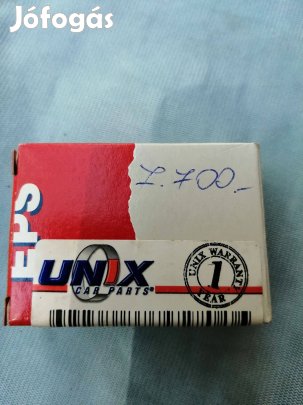 Jófogás
1.700.-
EPS
UNIX
CAR PARTS®
UNIX WARRANTY
1
YEAR